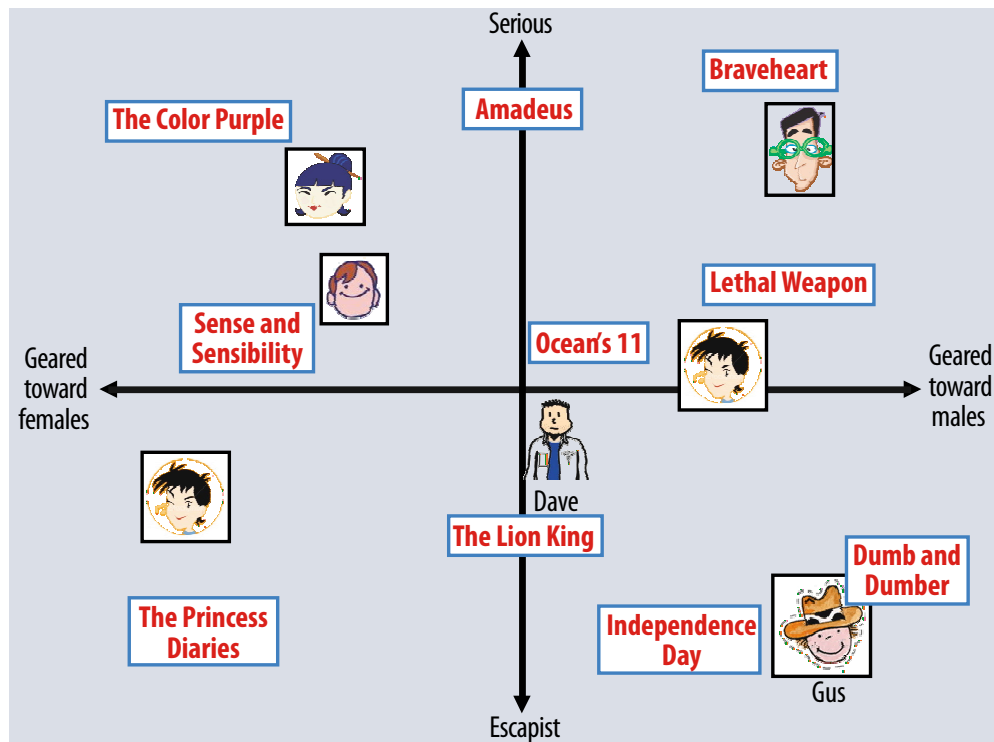 Serious
Braveheart
Amadeus
The Color Purple
Lethal Weapon
Sense and
Sensibility
Ocean's 11
Geared
toward
females
Geared
toward
males
Dave
The Lion King
Dumb and
Dumber
The Princess
Diaries
Independence
Day
Gus
Escapist